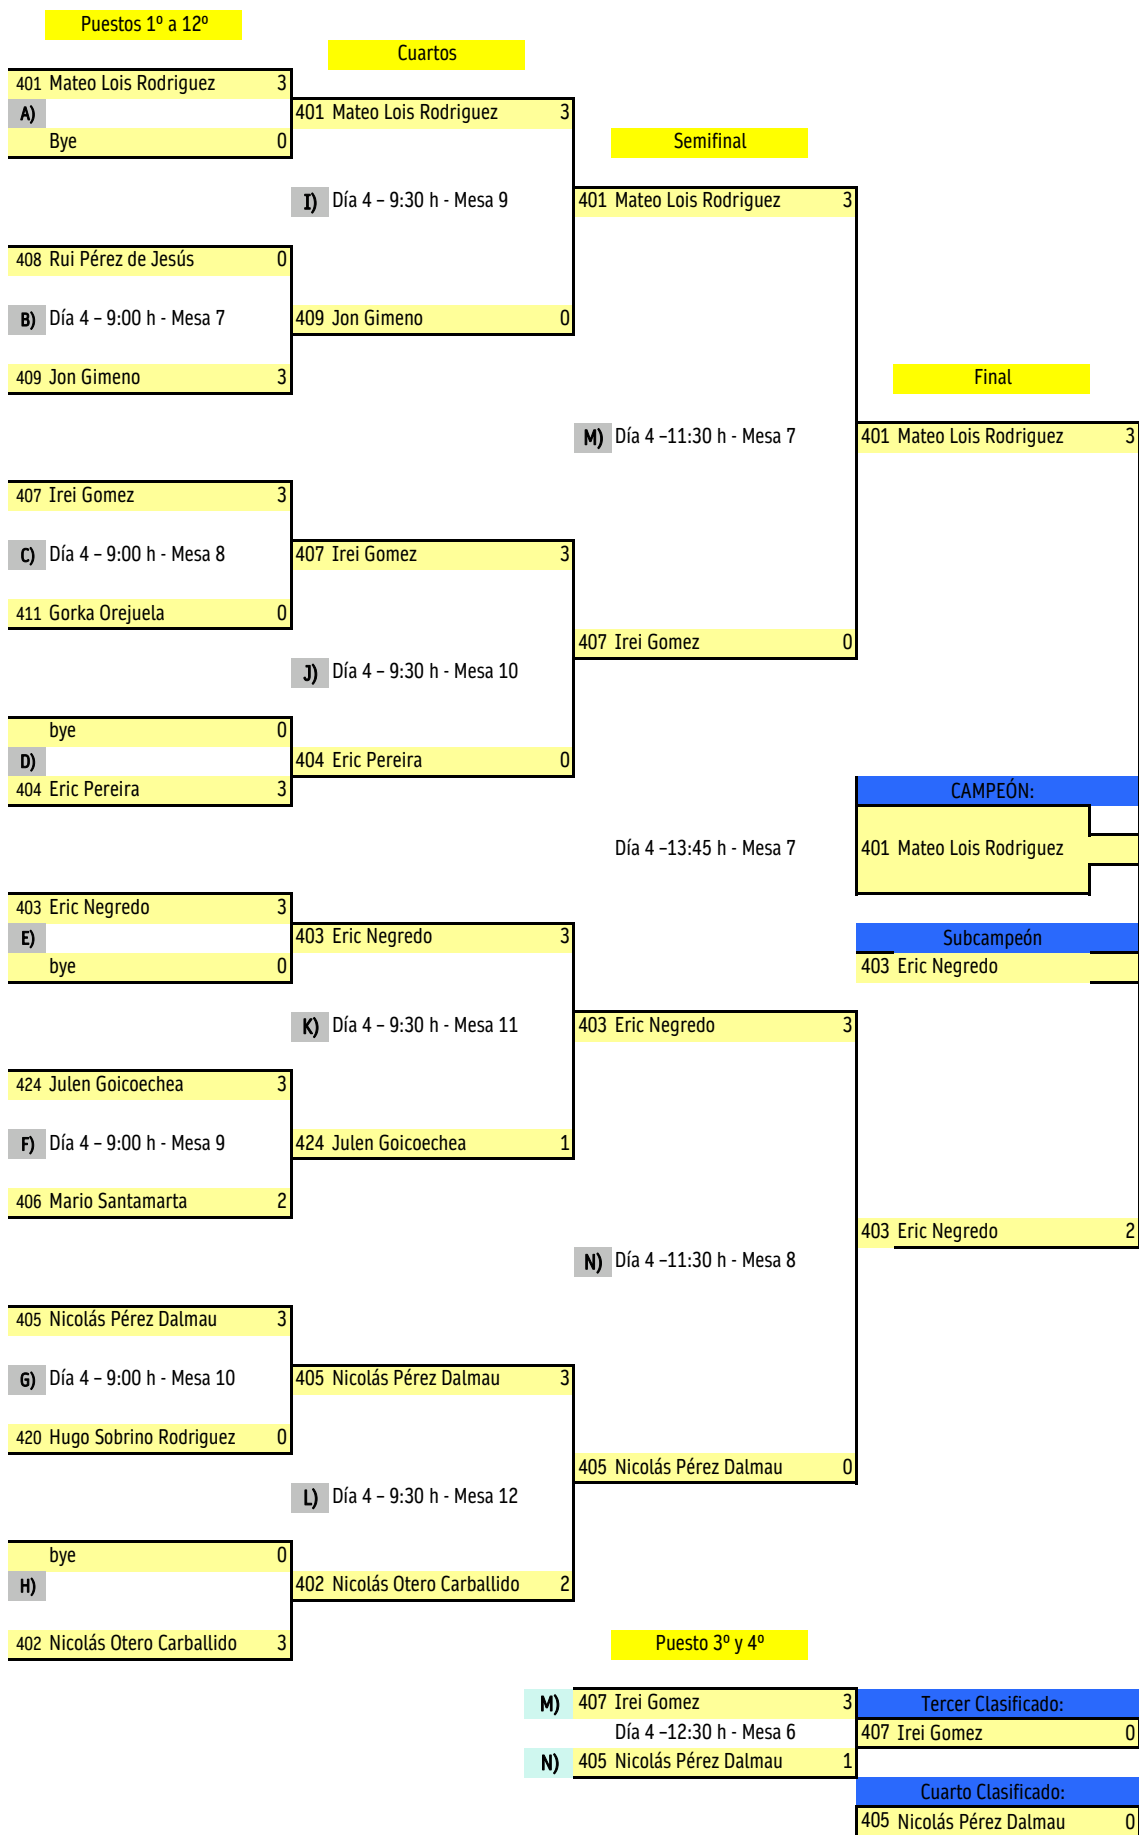 Puestos 1º a 12º
Cuartos
401 Mateo Lois Rodriguez 3
A)
401 Mateo Lois Rodriguez 3
Bye 0
Semifinal
I) Día 4 – 9:30 h - Mesa 9
401 Mateo Lois Rodriguez 3
408 Rui Pérez de Jesús 0
B) Día 4 – 9:00 h - Mesa 7
409 Jon Gimeno 0
409 Jon Gimeno 3
Final
M) Día 4 –11:30 h - Mesa 7
401 Mateo Lois Rodriguez 3
407 Irei Gomez 3
C) Día 4 – 9:00 h - Mesa 8
407 Irei Gomez 3
411 Gorka Orejuela 0
407 Irei Gomez 0
J) Día 4 – 9:30 h - Mesa 10
bye 0
D)
404 Eric Pereira 0
404 Eric Pereira 3
CAMPEÓN:
Día 4 –13:45 h - Mesa 7
401 Mateo Lois Rodriguez
403 Eric Negredo 3
E)
403 Eric Negredo 3
Subcampeón
bye 0
403 Eric Negredo
K) Día 4 – 9:30 h - Mesa 11
403 Eric Negredo 3
424 Julen Goicoechea 3
F) Día 4 – 9:00 h - Mesa 9
424 Julen Goicoechea 1
406 Mario Santamarta 2
403 Eric Negredo 2
N) Día 4 –11:30 h - Mesa 8
405 Nicolás Pérez Dalmau 3
G) Día 4 – 9:00 h - Mesa 10
405 Nicolás Pérez Dalmau 3
420 Hugo Sobrino Rodriguez 0
405 Nicolás Pérez Dalmau 0
L) Día 4 – 9:30 h - Mesa 12
bye 0
H)
402 Nicolás Otero Carballido 2
402 Nicolás Otero Carballido 3
Puesto 3º y 4º
M) 407 Irei Gomez 3
Tercer Clasificado:
Día 4 –12:30 h - Mesa 6
407 Irei Gomez 0
N) 405 Nicolás Pérez Dalmau 1
Cuarto Clasificado:
405 Nicolás Pérez Dalmau 0